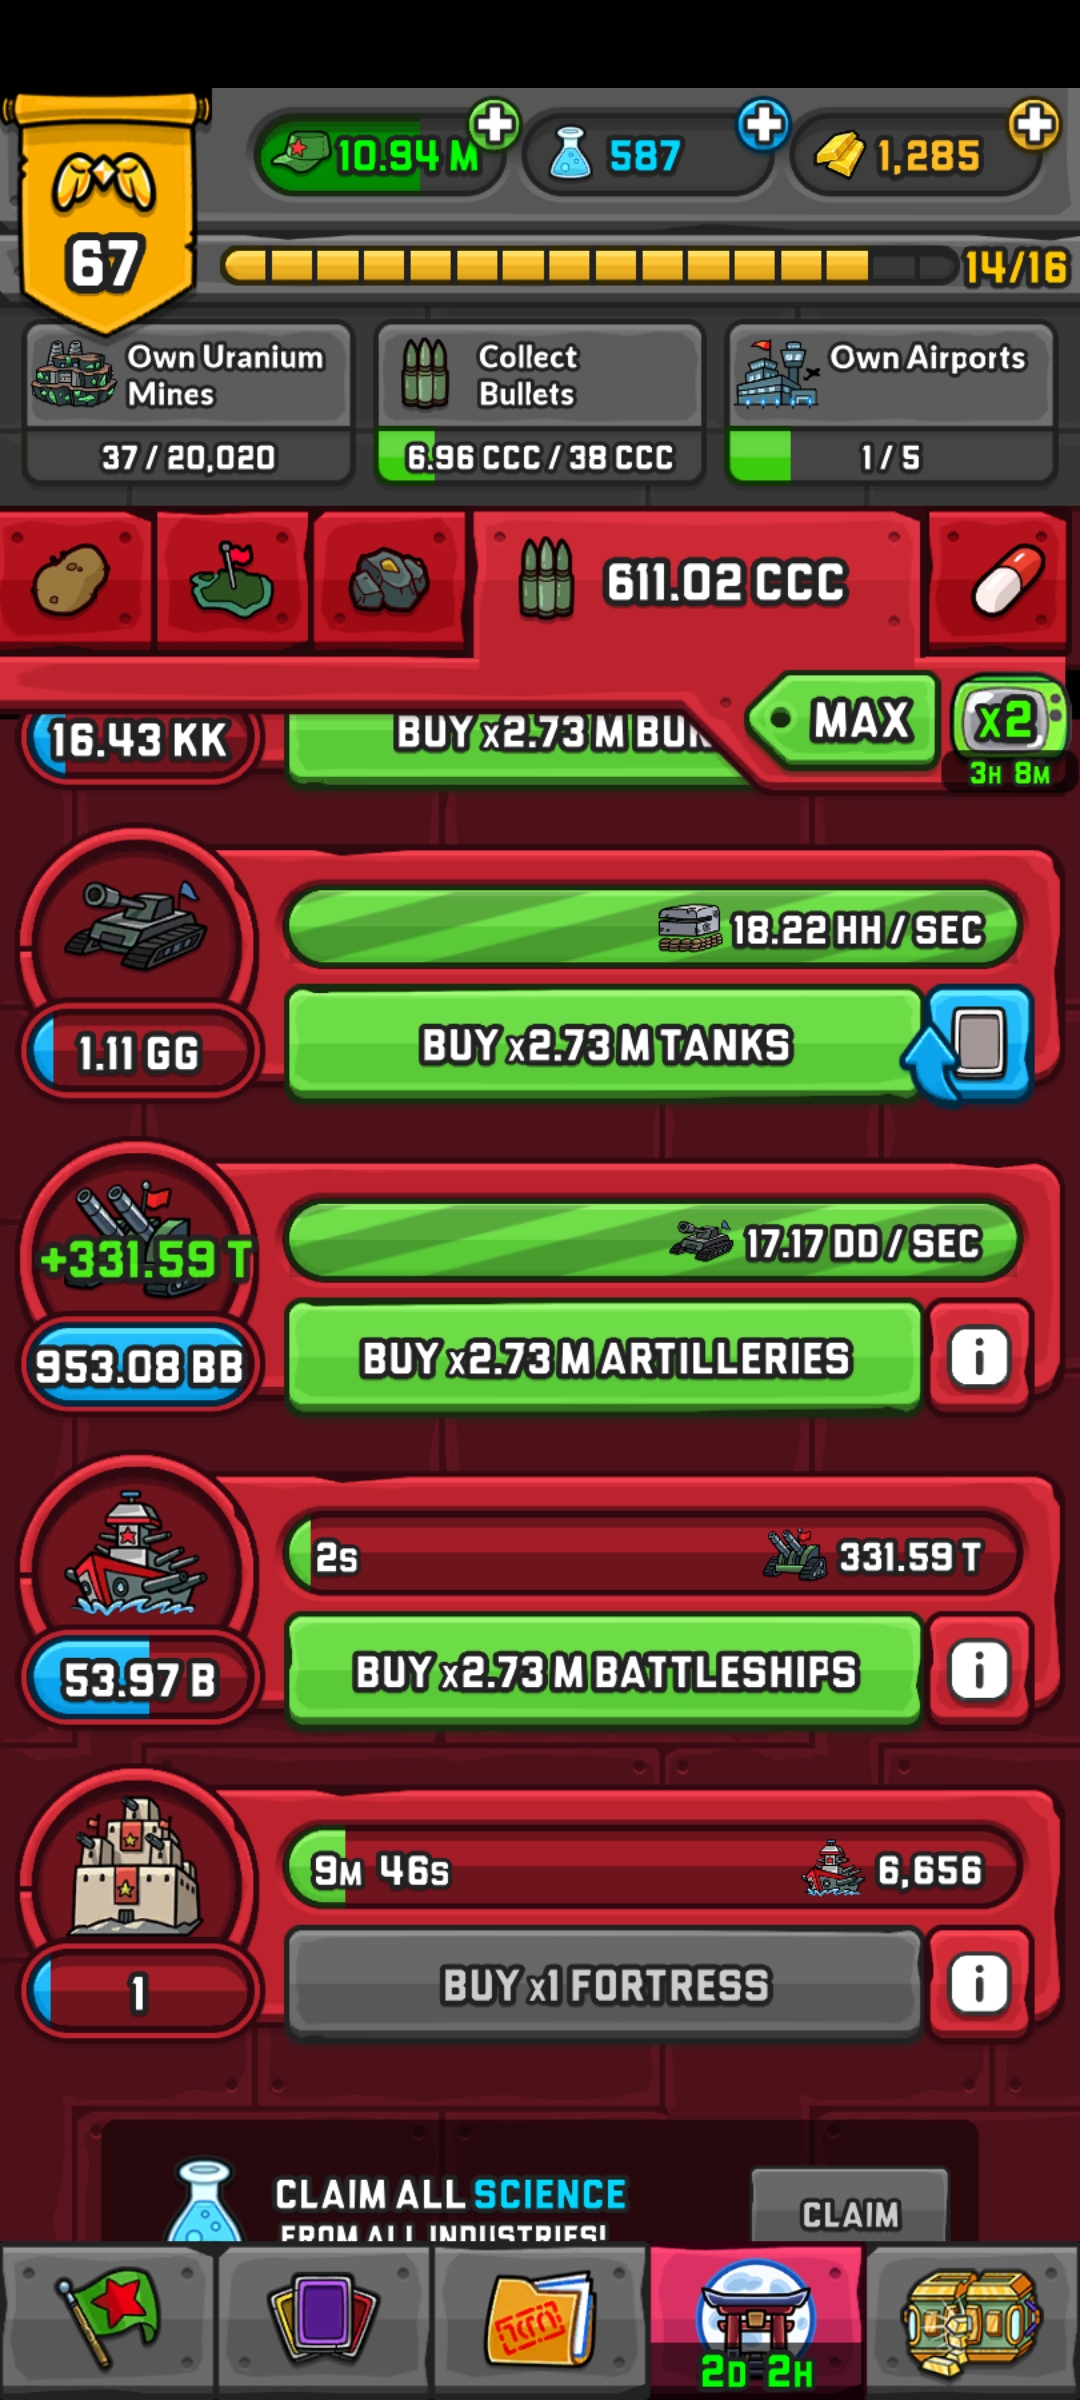 10.94 M
587
1,285
67
14/16
Own Uranium
Mines
37 / 20,020
Collect
Bullets
6.96 CCC / 38 CCC
Own Airports
1 / 5
611.02 CCC
MAX
x2
3H 8M
16.43 KK
BUY x2.73 M
18.22 HH / SEC
1.11 GG
BUY x2.73 M TANKS
+331.59 T
17.17 DD / SEC
953.08 BB
BUY x2.73 M ARTILLERIES
2S
331.59 T
53.97 B
BUY x2.73 M BATTLESHIPS
9M 46S
6,656
1
BUY x1 FORTRESS
CLAIM ALL SCIENCE
FROM ALL INDUSTRIES!
CLAIM
2D 2H